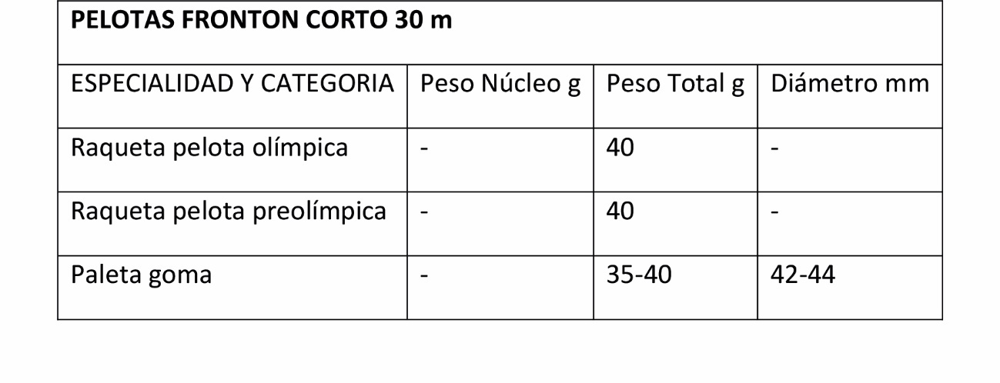 PELOTAS FRONTON CORTO 30 m
ESPECIALIDAD Y CATEGORIA Peso Núcleo g Peso Total g Diámetro mm
Raqueta pelota olímpica - 40 -
Raqueta pelota preolímpica - 40 -
Paleta goma - 35-40 42-44